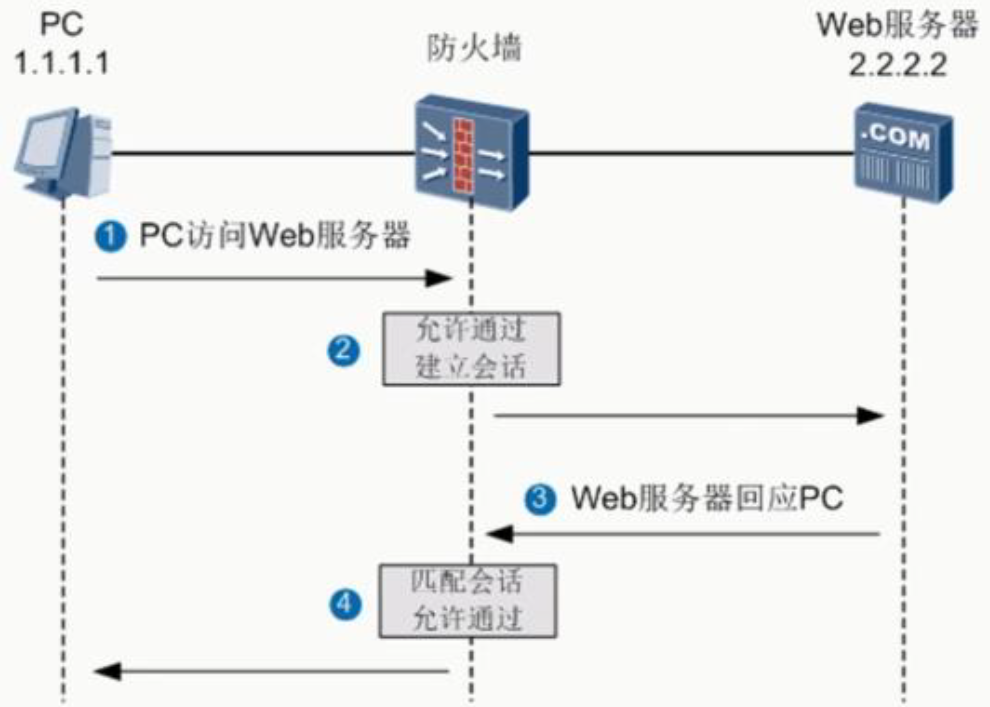 PC
1.1.1.1
防火墙
Web服务器
2.2.2.2
.COM
1 PC访问Web服务器
2
允许通过
建立会话
3 Web服务器回应PC
4
匹配会话
允许通过